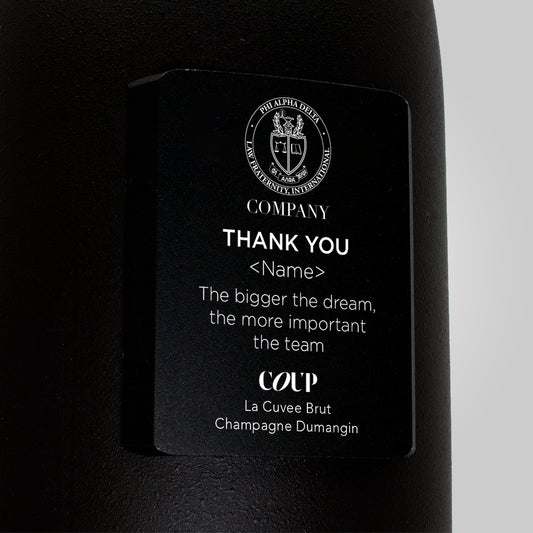 PHI ALPHA DELTA
LAW FRATERNITY, INTERNATIONAL
COMPANY
THANK YOU
<Name>
The bigger the dream,
the more important
the team
COUP
La Cuvee Brut
Champagne Dumangin